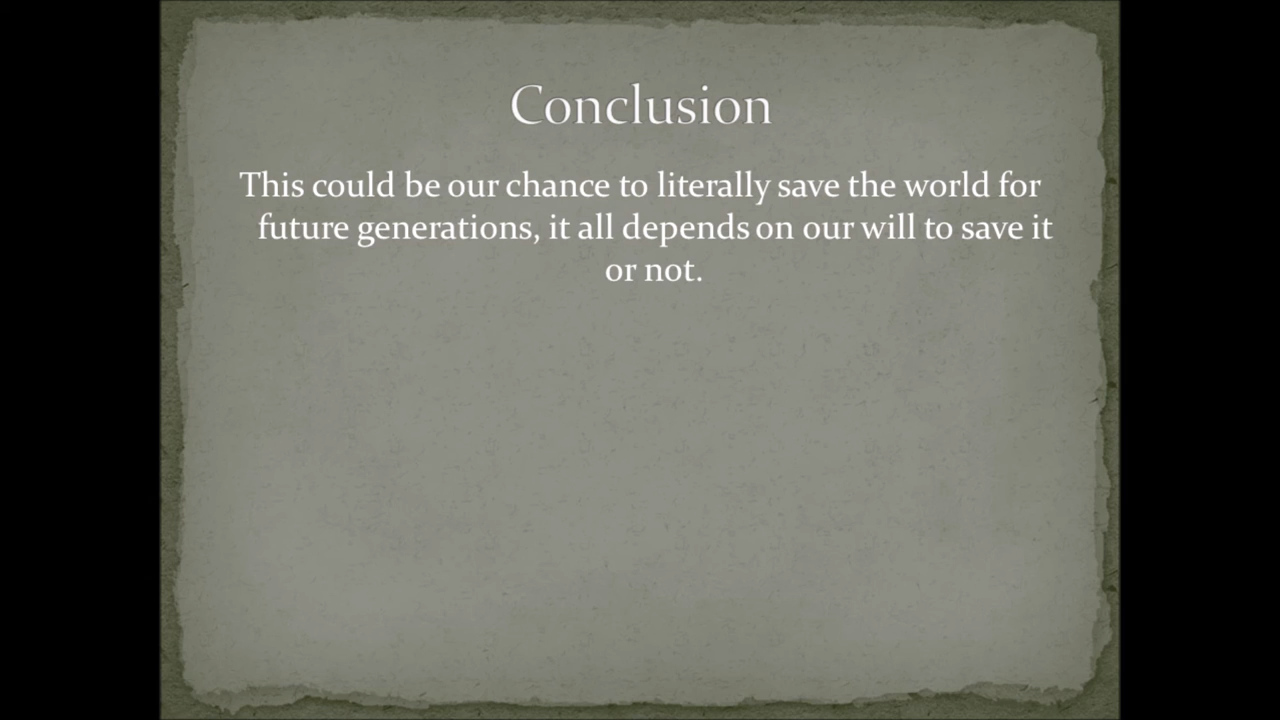 Conclusion
This could be our chance to literally save the world for
future generations, it all depends on our will to save it
or not.